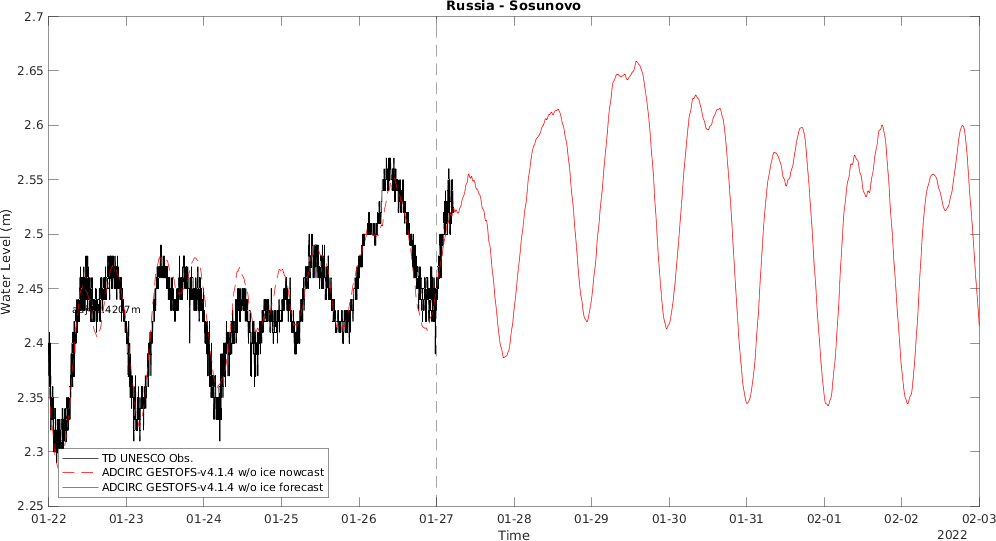 Russia - Sosunovo
2.7
2.65
2.6
2.55
2.5
2.45
2.4
2.35
2.3
2.25
Water Level (m)
4207m
TD UNESCO Obs.
ADCIRC GESTOFS-v4.1.4 w/o ice nowcast
ADCIRC GESTOFS-v4.1.4 w/o ice forecast
01-22 01-23 01-24 01-25 01-26 01-27 01-28 01-29 01-30 01-31 02-01 02-02 02-03
Time
2022